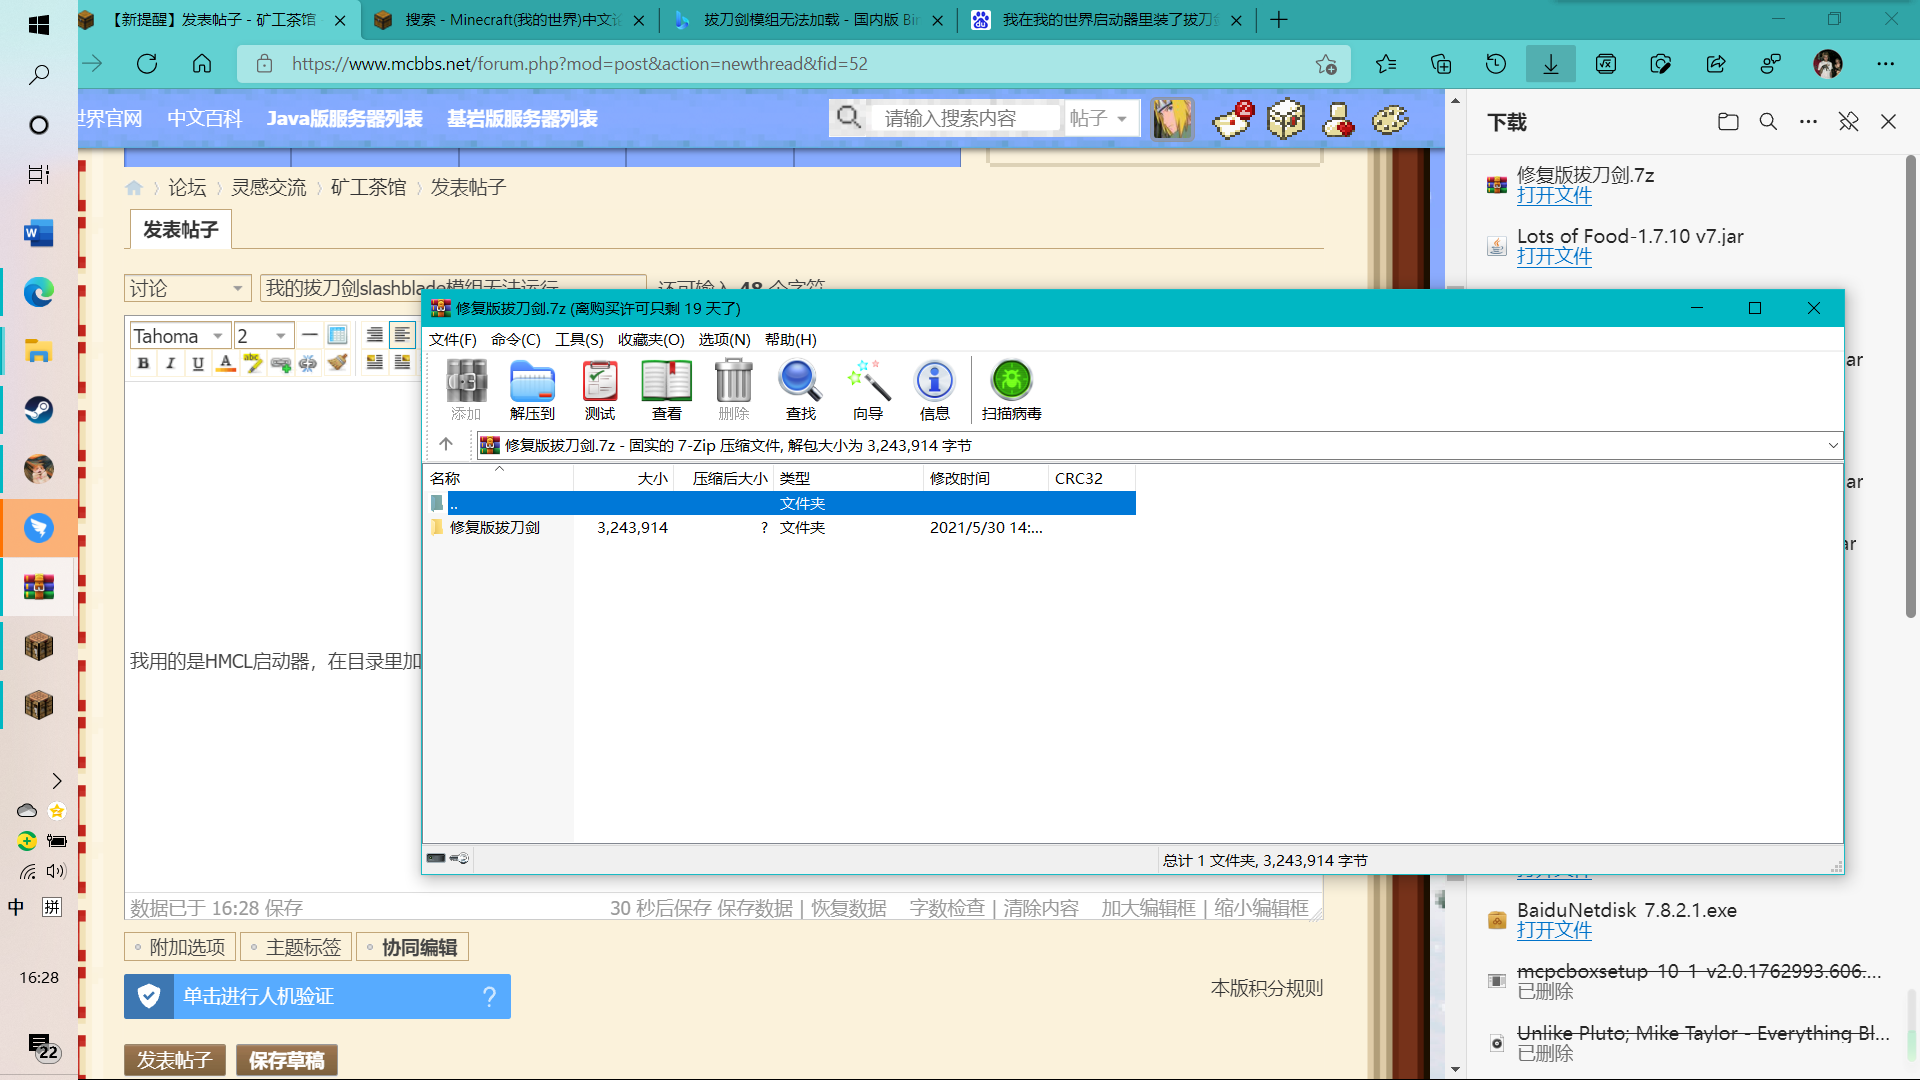 【新提醒】发表帖子 - 矿工茶馆
搜索 - Minecraft(我的世界)中文论
拔刀剑模组无法加载 - 国内版 Bin
我在我的世界启动器里装了拔刀剑
https://www.mcbbs.net/forum.php?mod=post&action=newthread&fid=52
世界官网
中文百科
Java版服务器列表
基岩版服务器列表
请输入搜索内容
帖子
论坛
灵感交流
矿工茶馆
发表帖子
发表帖子
讨论
我的拔刀剑slashblade模组无法运行
还可输入 48 个字符
Tahoma
2
B I U A
我用的是HMCL启动器，在目录里加
修复版拔刀剑.7z (离购买许可只剩 19 天了)
文件(F)
命令(C)
工具(S)
收藏夹(O)
选项(N)
帮助(H)
添加
解压到
测试
查看
删除
查找
向导
信息
扫描病毒
修复版拔刀剑.7z - 固实的 7-Zip 压缩文件, 解包大小为 3,243,914 字节
名称
大小
压缩后大小
类型
修改时间
CRC32
..
文件夹
修复版拔刀剑
3,243,914
?
文件夹
2021/5/30 14:...
总计 1 文件夹, 3,243,914 字节
数据已于 16:28 保存
30 秒后保存 保存数据 | 恢复数据
字数检查 | 清除内容
加大编辑框 | 缩小编辑框
附加选项
主题标签
协同编辑
单击进行人机验证
?
本版积分规则
发表帖子
保存草稿
下载
修复版拔刀剑.7z
打开文件
Lots of Food-1.7.10 v7.jar
打开文件
ar
ar
ar
打开文件
BaiduNetdisk 7.8.2.1.exe
打开文件
mcpcboxsetup_10_1_v2.0.1762993.606....
已删除
Unlike Pluto; Mike Taylor - Everything Bl...
已删除
中
拼
16:28
22